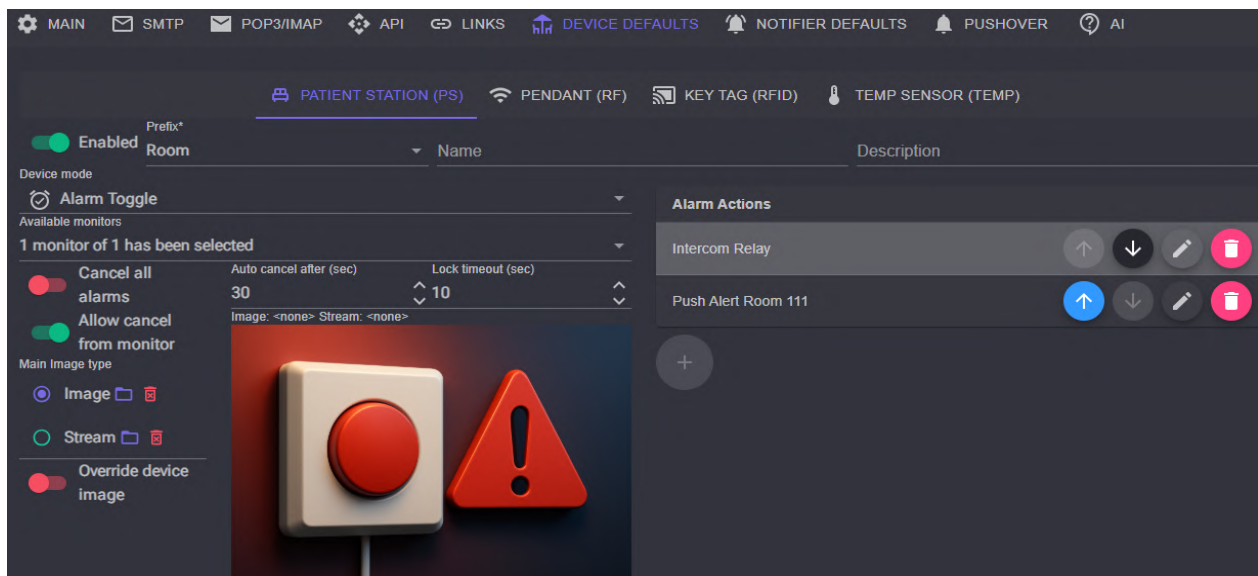 MAIN SMTP POP3/IMAP API LINKS DEVICE DEFAULTS NOTIFIER DEFAULTS PUSHOVER AI
PATIENT STATION (PS) PENDANT (RF) KEY TAG (RFID) TEMP SENSOR (TEMP)
Enabled
Prefix*
Room
Name
Description
Device mode
Alarm Toggle
Available monitors
1 monitor of 1 has been selected
Cancel all
alarms
Auto cancel after (sec)
30
Lock timeout (sec)
10
Allow cancel
from monitor
Image: <none> Stream: <none>
Main Image type
Image
Stream
Override device
image
Alarm Actions
Intercom Relay
Push Alert Room 111